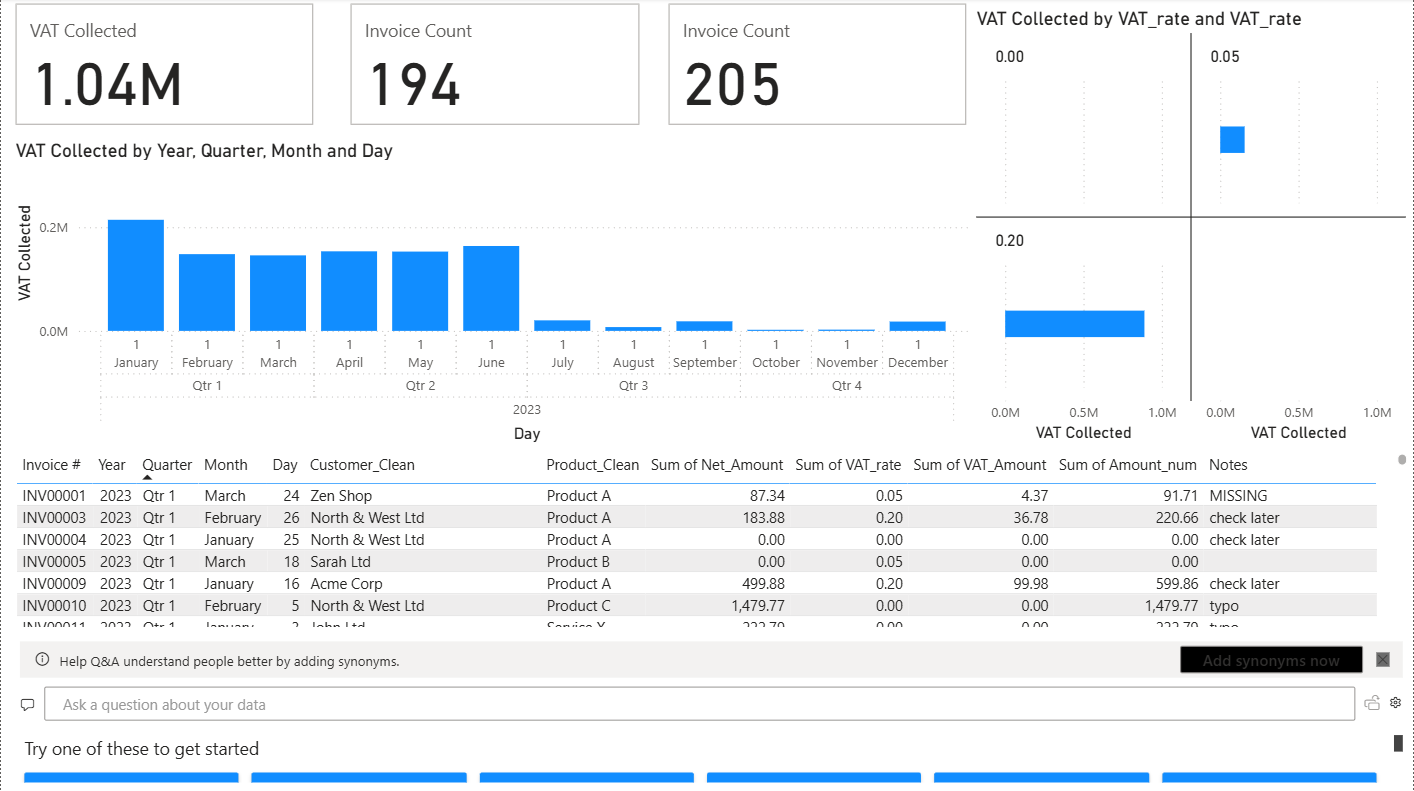 VAT Collected
1.04M
Invoice Count
194
Invoice Count
205
VAT Collected by VAT_rate and VAT_rate
0.00
0.05
0.20
0.0M 0.5M 1.0M
VAT Collected
0.0M 0.5M 1.0M
VAT Collected
VAT Collected by Year, Quarter, Month and Day
VAT Collected
0.2M
0.0M
1 1 1 1 1 1 1 1 1 1 1 1
January February March April May June July August September October November December
Qtr 1 Qtr 2 Qtr 3 Qtr 4
2023
Day
Invoice # Year Quarter Month Day Customer_Clean Product_Clean Sum of Net_Amount Sum of VAT_rate Sum of VAT_Amount Sum of Amount_num Notes
INV00001 2023 Qtr 1 March 24 Zen Shop Product A 87.34 0.05 4.37 91.71 MISSING
INV00003 2023 Qtr 1 February 26 North & West Ltd Product A 183.88 0.20 36.78 220.66 check later
INV00004 2023 Qtr 1 January 25 North & West Ltd Product A 0.00 0.00 0.00 0.00 check later
INV00005 2023 Qtr 1 March 18 Sarah Ltd Product B 0.00 0.05 0.00 0.00
INV00009 2023 Qtr 1 January 16 Acme Corp Product A 499.88 0.20 99.98 599.86 check later
INV00010 2023 Qtr 1 February 5 North & West Ltd Product C 1,479.77 0.00 0.00 1,479.77 typo
Help Q&A understand people better by adding synonyms.
Add synonyms now
Ask a question about your data
Try one of these to get started